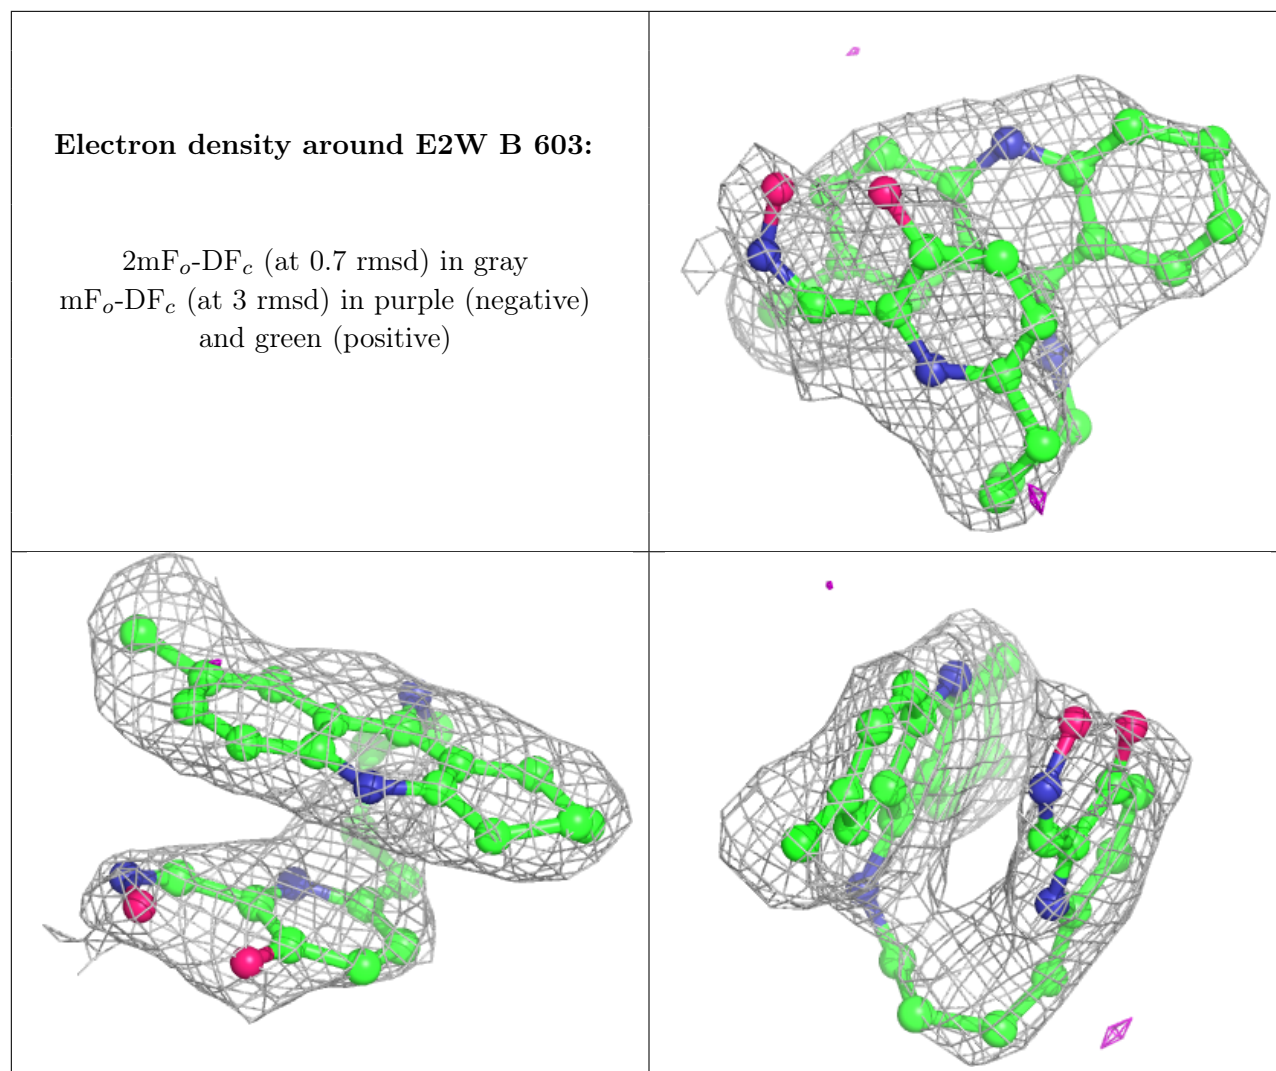 Electron density around E2W B 603:
2mFo-DFc (at 0.7 rmsd) in gray
mFo-DFc (at 3 rmsd) in purple (negative)
and green (positive)